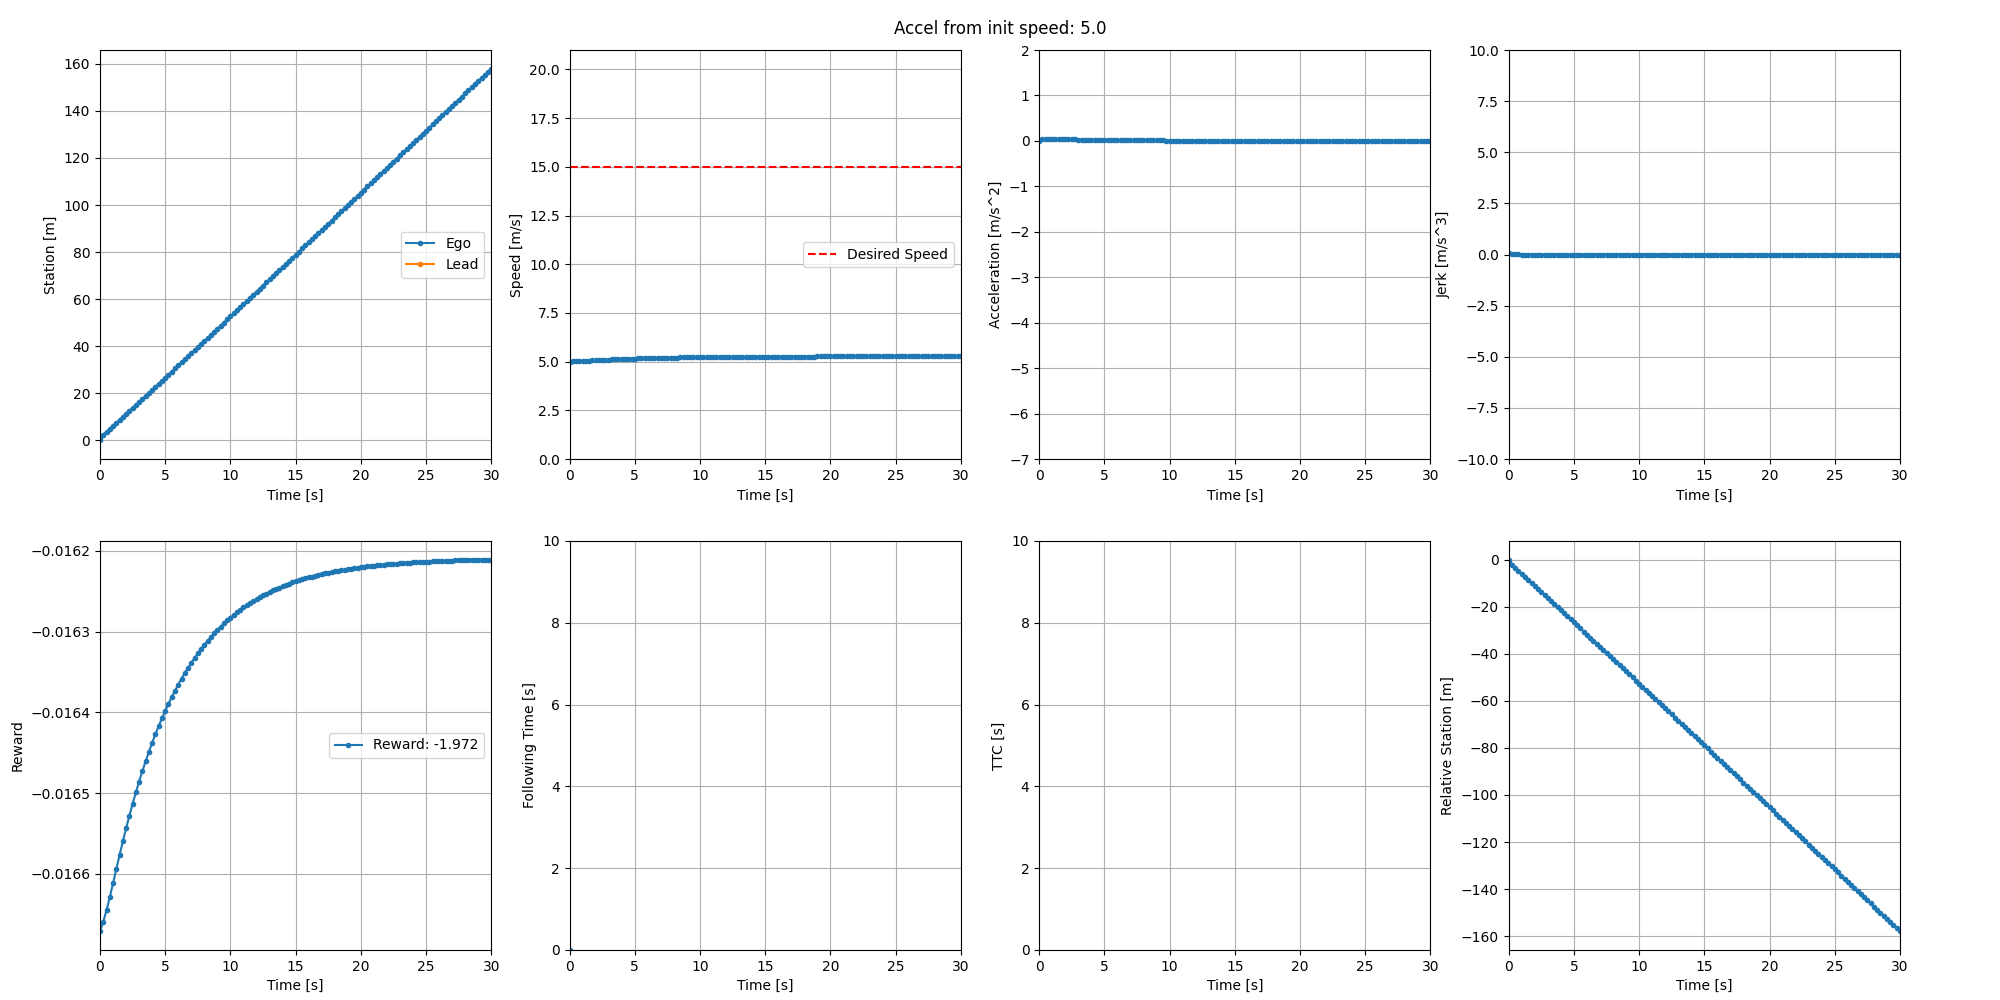 Accel from init speed: 5.0
160
140
120
100
80
60
40
20
0
Station [m]
Ego
Lead
0 5 10 15 20 25 30
Time [s]
20.0
17.5
15.0
12.5
10.0
7.5
5.0
2.5
0.0
Speed [m/s]
Desired Speed
0 5 10 15 20 25 30
Time [s]
2
1
0
−1
−2
−3
−4
−5
−6
−7
Acceleration [m/s^2]
0 5 10 15 20 25 30
Time [s]
10.0
7.5
5.0
2.5
0.0
−2.5
−5.0
−7.5
−10.0
Jerk [m/s^3]
0 5 10 15 20 25 30
Time [s]
−0.0162
−0.0163
−0.0164
−0.0165
−0.0166
Reward
Reward: -1.972
0 5 10 15 20 25 30
Time [s]
10
8
6
4
2
0
Following Time [s]
0 5 10 15 20 25 30
Time [s]
10
8
6
4
2
0
TTC [s]
0 5 10 15 20 25 30
Time [s]
0
−20
−40
−60
−80
−100
−120
−140
−160
Relative Station [m]
0 5 10 15 20 25 30
Time [s]